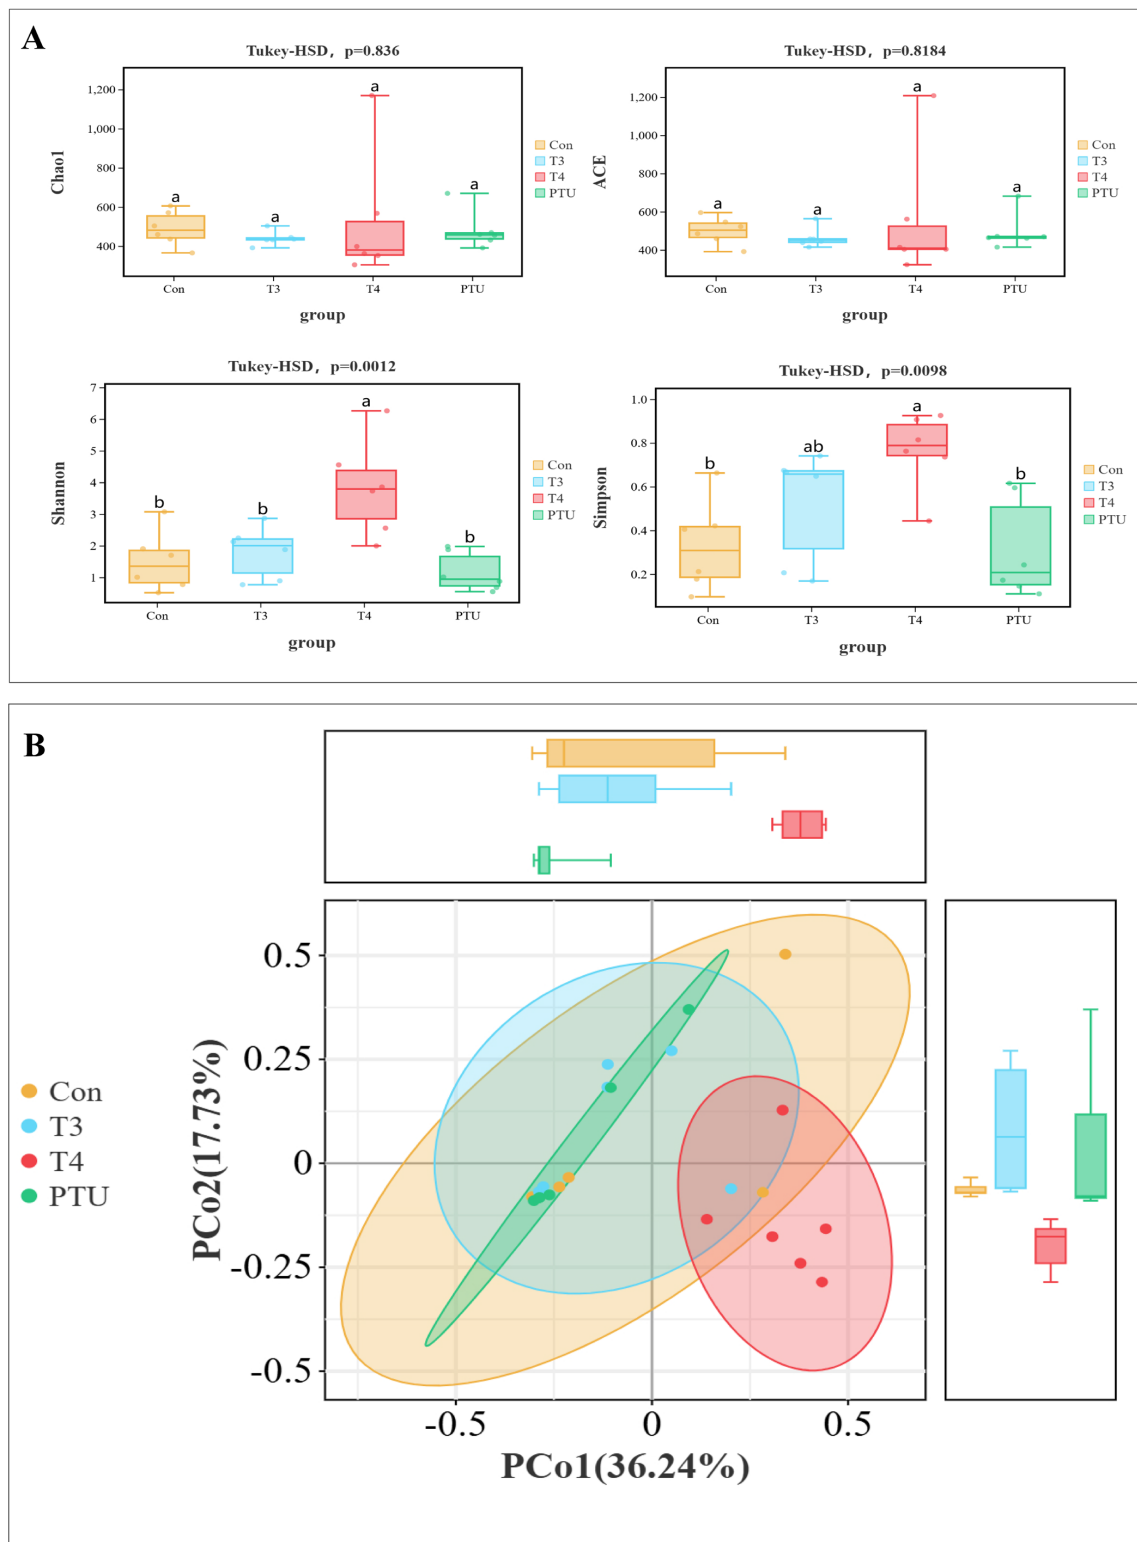 A
Tukey-HSD, p=0.836
Chao1
1,200
1,000
800
600
400
a
a
a
a
Con
T3
T4
PTU
group
Con
T3
T4
PTU
Tukey-HSD, p=0.8184
ACE
1,200
1,000
800
600
400
a
a
a
a
Con
T3
T4
PTU
group
Con
T3
T4
PTU
Tukey-HSD, p=0.0012
Shannon
7
6
5
4
3
2
1
b
b
a
b
Con
T3
T4
PTU
group
Con
T3
T4
PTU
Tukey-HSD, p=0.0098
Simpson
1.0
0.8
0.6
0.4
0.2
b
ab
a
b
Con
T3
T4
PTU
group
Con
T3
T4
PTU
B
Con
T3
T4
PTU
PCo2(17.73%)
0.5
0.25
0
-0.25
-0.5
-0.5
0
0.5
PCo1(36.24%)